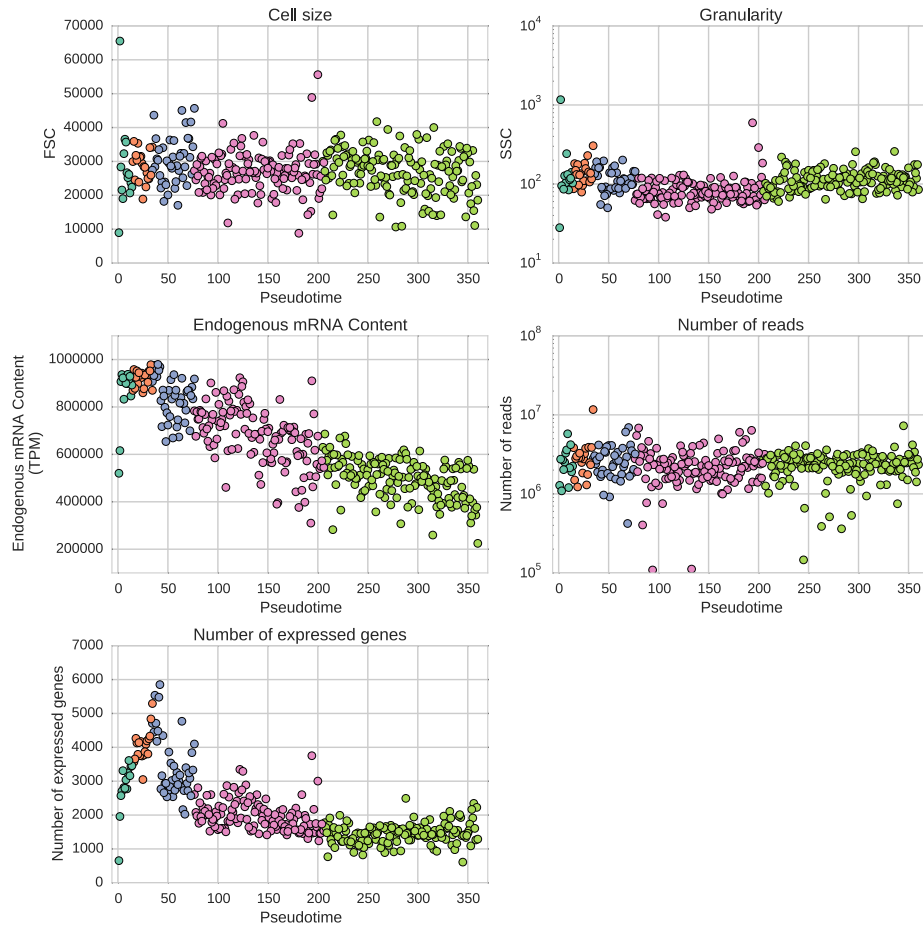 Cell size
70000
60000
50000
40000
30000
20000
10000
0
FSC
0 50 100 150 200 250 300 350
Pseudotime
Granularity
10^4
10^3
10^2
10^1
SSC
0 50 100 150 200 250 300 350
Pseudotime
Endogenous mRNA Content
1000000
800000
600000
400000
200000
Endogenous mRNA Content
(TPM)
0 50 100 150 200 250 300 350
Pseudotime
Number of reads
10^8
10^7
10^6
10^5
Number of reads
0 50 100 150 200 250 300 350
Pseudotime
Number of expressed genes
7000
6000
5000
4000
3000
2000
1000
0
Number of expressed genes
0 50 100 150 200 250 300 350
Pseudotime